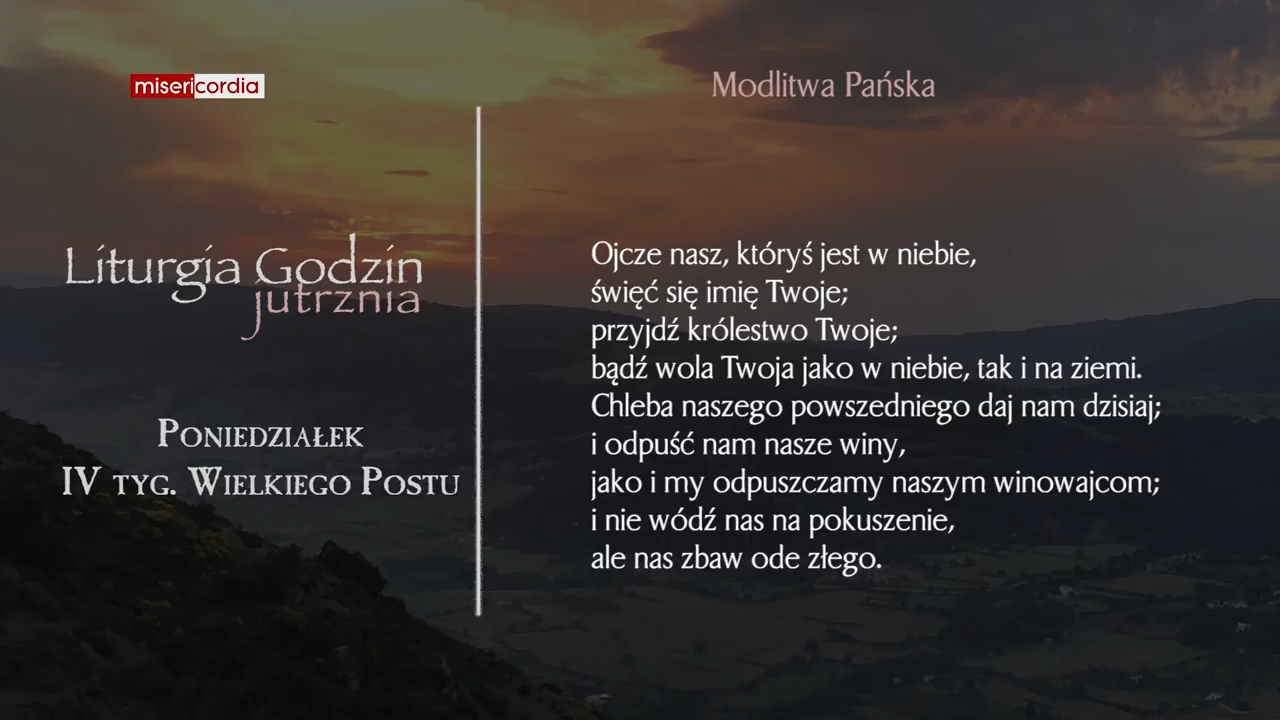 misericordia
Liturgia Godzin
jutrznia
Poniedziałek
IV tyg. Wielkiego Postu
Modlitwa Pańska
Ojcze nasz, któryś jest w niebie,
święć się imię Twoje;
przyjdź królestwo Twoje;
bądź wola Twoja jako w niebie, tak i na ziemi.
Chleba naszego powszedniego daj nam dzisiaj;
i odpuść nam nasze winy,
jako i my odpuszczamy naszym winowajcom;
i nie wódź nas na pokuszenie,
ale nas zbaw ode złego.